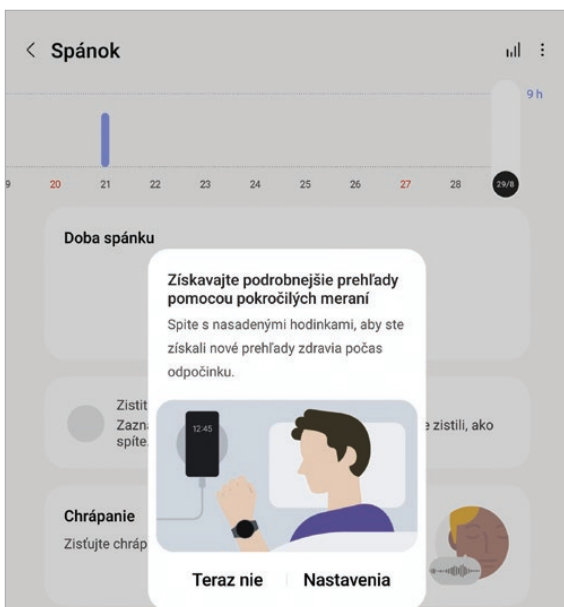 Spánok
9 h
9 20 21 22 23 24 25 26 27 28 29/8
Doba spánku
Získavajte podrobnejšie prehľady
pomocou pokročilých meraní
Spite s nasadenými hodinkami, aby ste
získali nové prehľady zdravia počas
odpočinku.
Zistit
Zazn
e zistili, ako
spíte.
12:45
Chrápanie
Zisťujte chráp
Teraz nie
Nastavenia